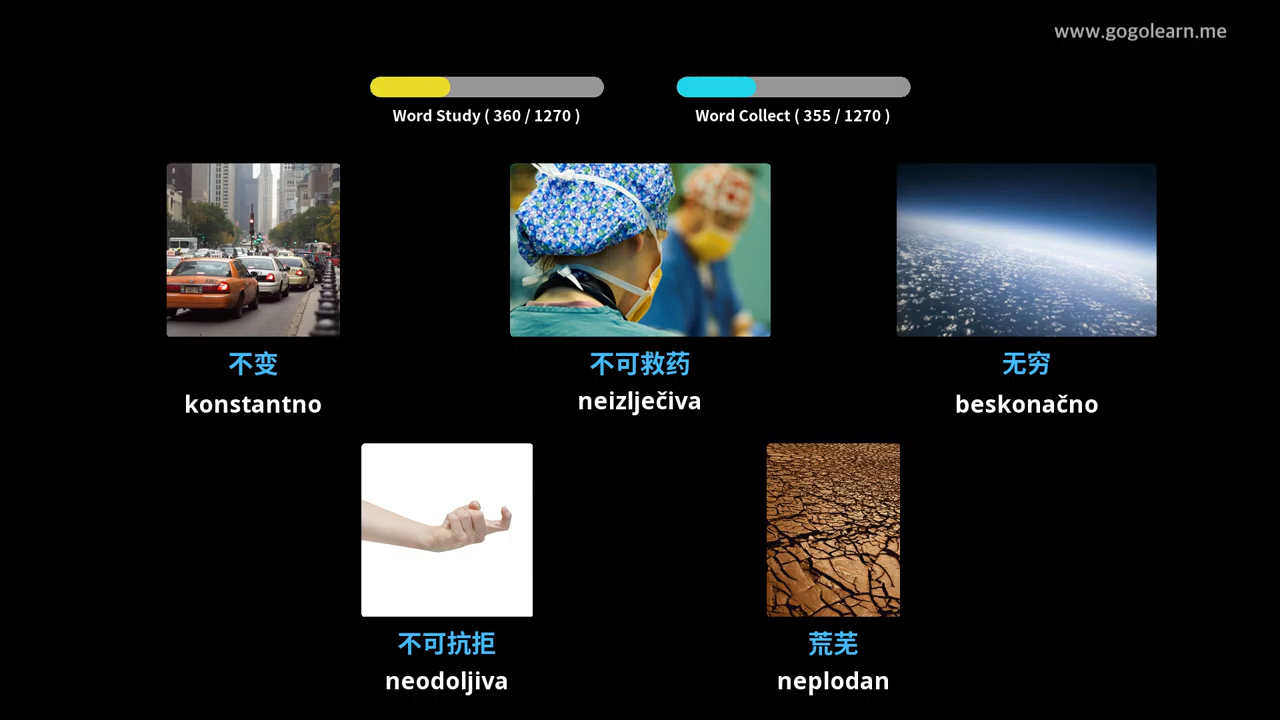 www.gogolearn.me
Word Study ( 360 / 1270 )
Word Collect ( 355 / 1270 )
不变
konstantno
不可救药
neizlječiva
无穷
beskonačno
不可抗拒
neodoljiva
荒芜
neplodan